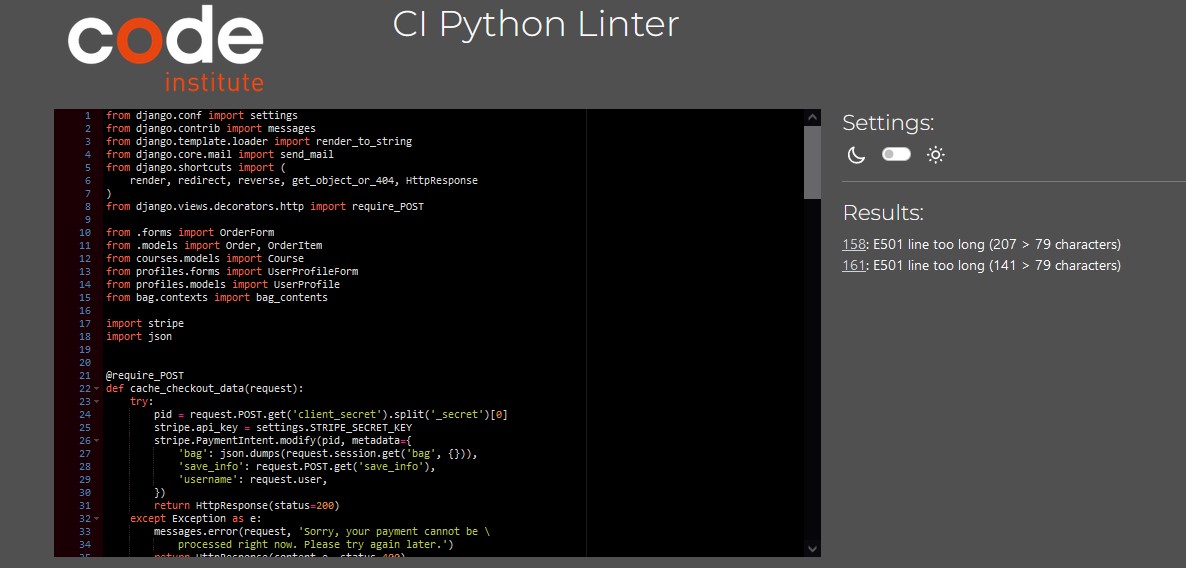 code
institute
CI Python Linter
1 from django.conf import settings
2 from django.contrib import messages
3 from django.template.loader import render_to_string
4 from django.core.mail import send_mail
5 from django.shortcuts import (
6     render, redirect, reverse, get_object_or_404, HttpResponse
7 )
8 from django.views.decorators.http import require_POST
9
10 from .forms import OrderForm
11 from .models import Order, OrderItem
12 from courses.models import Course
13 from profiles.forms import UserProfileForm
14 from profiles.models import UserProfile
15 from bag.contexts import bag_contents
16
17 import stripe
18 import json
19
20
21 @require_POST
22 def cache_checkout_data(request):
23     try:
24         pid = request.POST.get('client_secret').split('_secret')[0]
25         stripe.api_key = settings.STRIPE_SECRET_KEY
26         stripe.PaymentIntent.modify(pid, metadata={
27             'bag': json.dumps(request.session.get('bag', {})),
28             'save_info': request.POST.get('save_info'),
29             'username': request.user,
30         })
31         return HttpResponse(status=200)
32     except Exception as e:
33         messages.error(request, 'Sorry, your payment cannot be \
34             processed right now. Please try again later.')
35         return HttpResponse(content=e, status=400)
Settings:
Results:
158: E501 line too long (207 > 79 characters)
161: E501 line too long (141 > 79 characters)